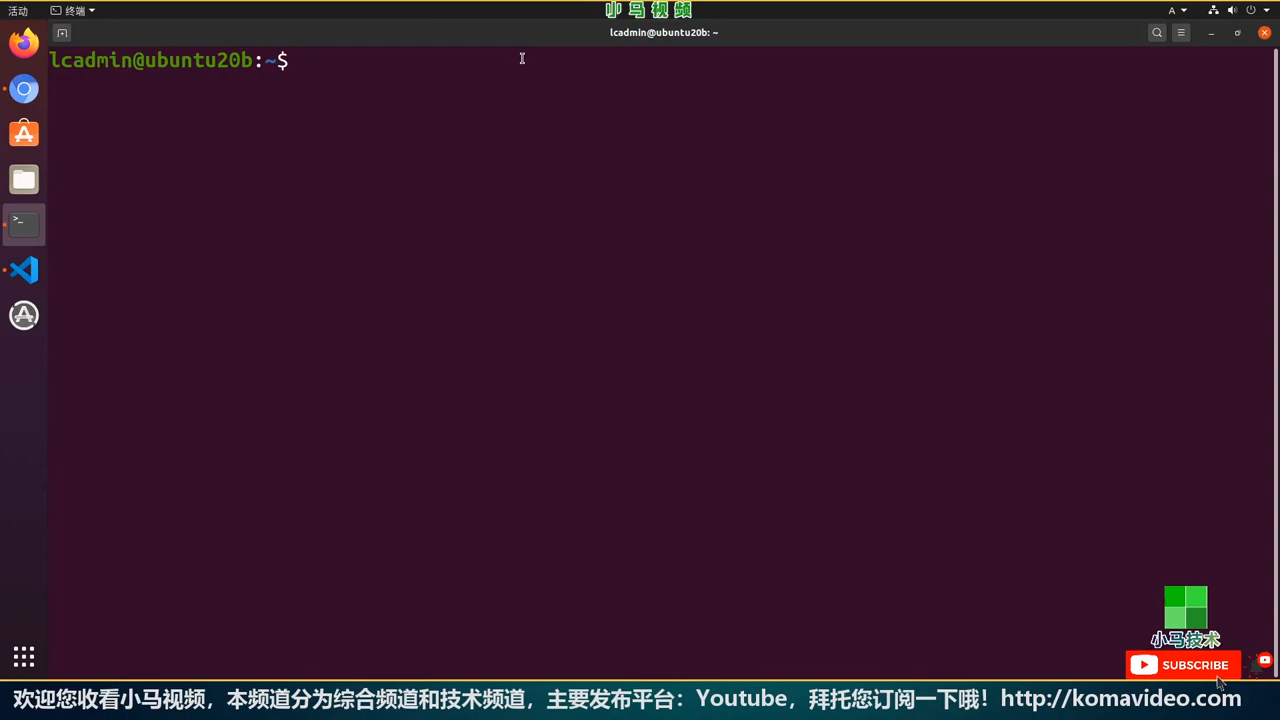 小马视频
活动 终端 A
lcadmin@ubuntu20b: ~
lcadmin@ubuntu20b:~$
小马技术
SUBSCRIBE
欢迎您收看小马视频，本频道分为综合频道和技术频道，主要发布平台：Youtube，拜托您订阅一下哦！http://komavideo.com